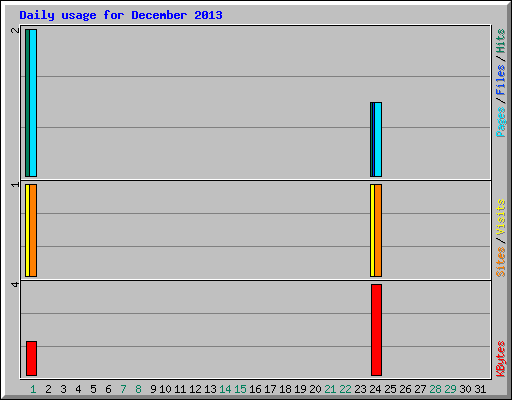 Daily usage for December 2013
2
1
4
Pages / Files / Hits
Sites / Visits
KBytes
1 2 3 4 5 6 7 8 9 10 11 12 13 14 15 16 17 18 19 20 21 22 23 24 25 26 27 28 29 30 31